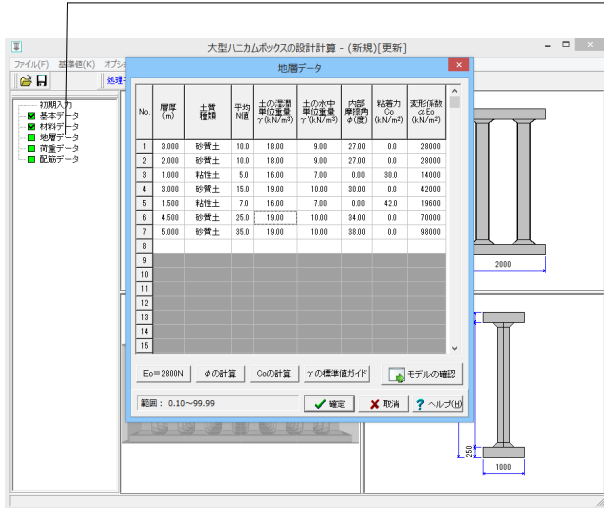 大型ハニカムボックスの設計計算 - (新規)[更新]
ファイル(F) 基準値(K) オプシ
処理
初期入力
基本データ
材料データ
地層データ
荷重データ
配筋データ
地層データ
No. 層厚 (m) 土質種類 平均N値 土の湿潤単位重量 γ(kN/m³) 土の水中単位重量 γ'(kN/m³) 内部摩擦角 φ(度) 粘着力 Co (kN/m²) 変形係数 αEo (kN/m²)
1 3.000 砂質土 10.0 18.00 9.00 27.00 0.0 28000
2 2.000 砂質土 10.0 18.00 9.00 27.00 0.0 28000
3 1.000 粘性土 5.0 16.00 7.00 0.00 30.0 14000
4 3.000 砂質土 15.0 19.00 10.00 30.00 0.0 42000
5 1.500 粘性土 7.0 16.00 7.00 0.00 42.0 19600
6 4.500 砂質土 25.0 19.00 10.00 34.00 0.0 70000
7 5.000 砂質土 35.0 19.00 10.00 38.00 0.0 98000
8
9
10
11
12
13
14
15
Eo=2800N φの計算 Coの計算 γの標準値ガイド モデルの確認
範囲: 0.10～99.99 確定 取消 ヘルプ(H)
2000
250
1000